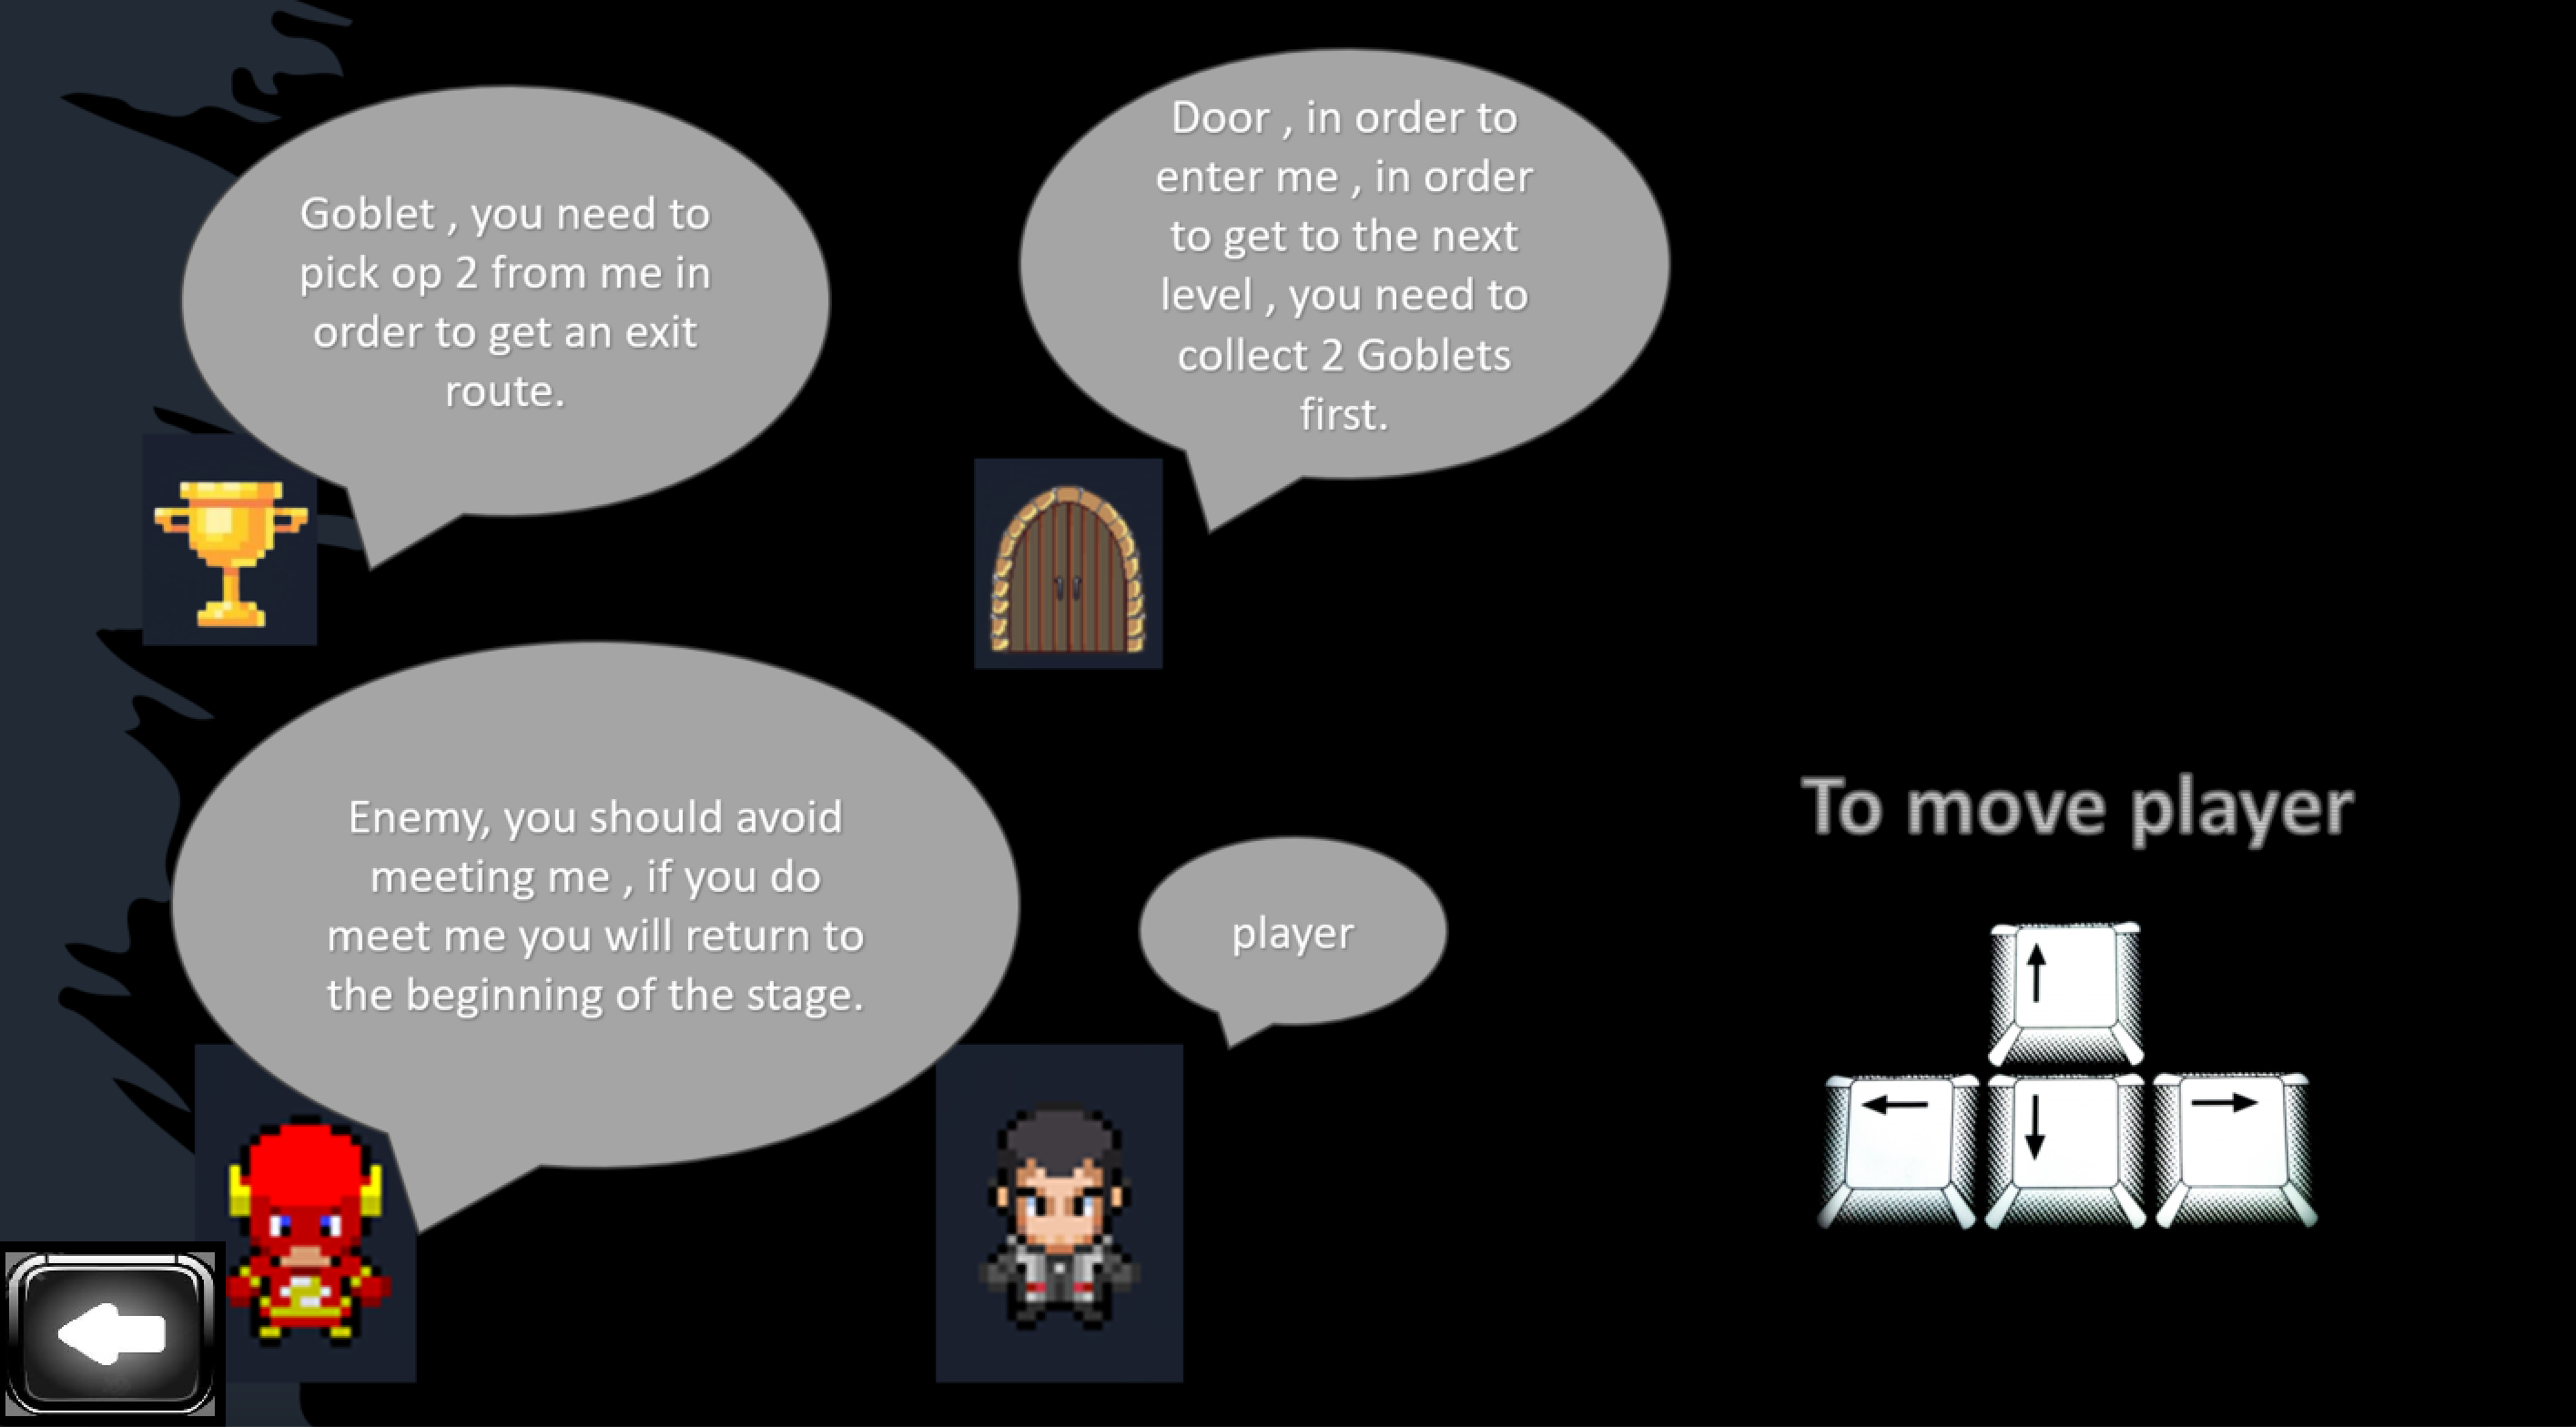 Goblet , you need to
pick op 2 from me in
order to get an exit
route.
Door , in order to
enter me , in order
to get to the next
level , you need to
collect 2 Goblets
first.
Enemy, you should avoid
meeting me , if you do
meet me you will return to
the beginning of the stage.
player
To move player